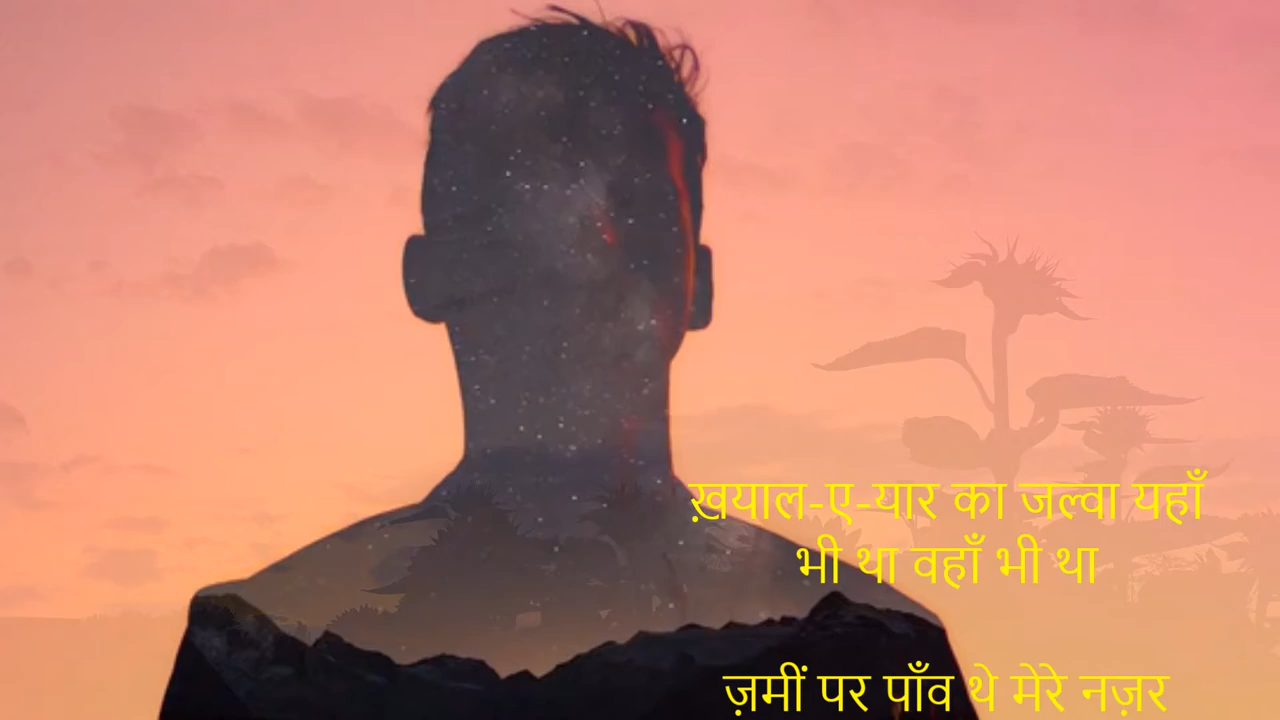 ख़याल-ए-यार का जल्वा यहाँ
भी था वहाँ भी था
ज़मीं पर पाँव थे मेरे नज़र